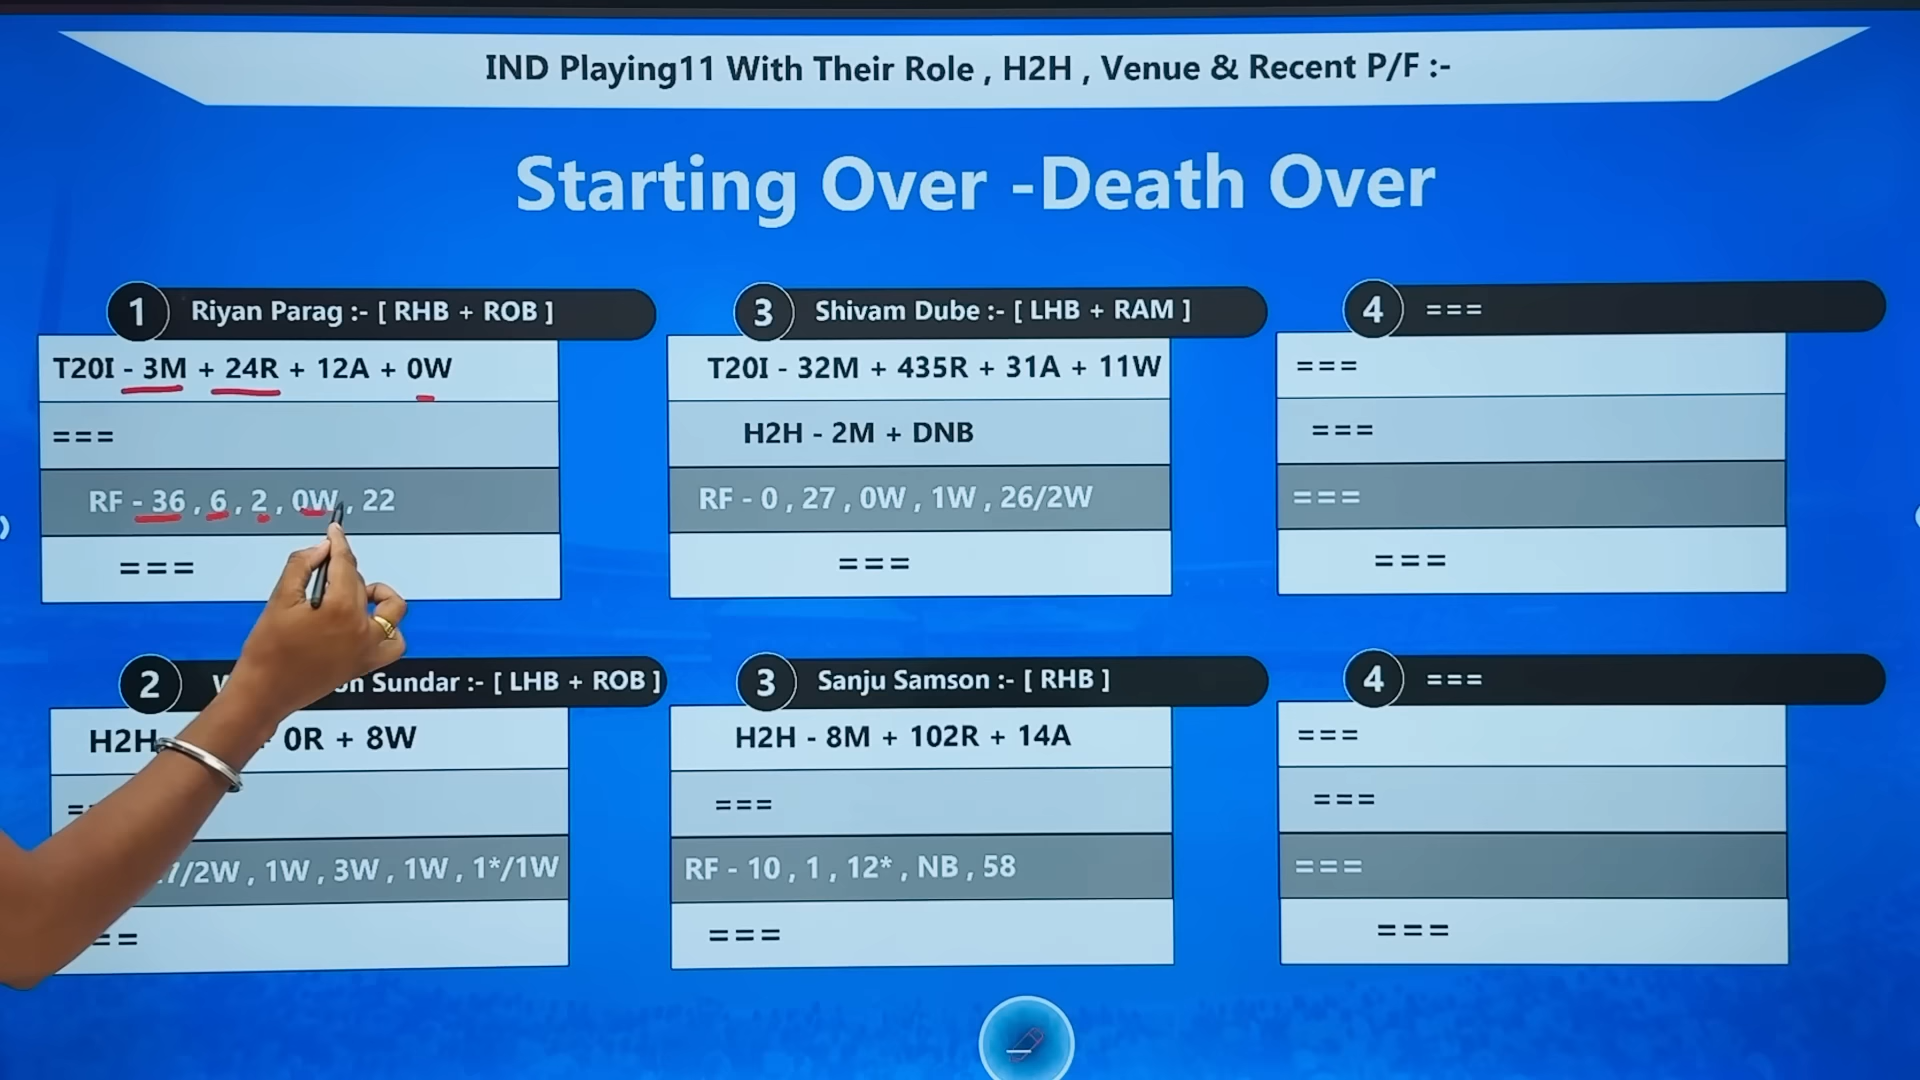 IND Playing11 With Their Role , H2H , Venue & Recent P/F :-
Starting Over -Death Over
1 Riyan Parag :- [ RHB + ROB ]
T20I - 3M + 24R + 12A + 0W
===
RF - 36 , 6 , 2 , 0W , 22
===
3 Shivam Dube :- [ LHB + RAM ]
T20I - 32M + 435R + 31A + 11W
H2H - 2M + DNB
RF - 0 , 27 , 0W , 1W , 26/2W
===
4 ===
===
===
===
===
2 Sundar :- [ LHB + ROB ]
H2H 0R + 8W
/2W , 1W , 3W , 1W , 1*/1W
==
3 Sanju Samson :- [ RHB ]
H2H - 8M + 102R + 14A
===
RF - 10 , 1 , 12* , NB , 58
===
4 ===
===
===
===
===